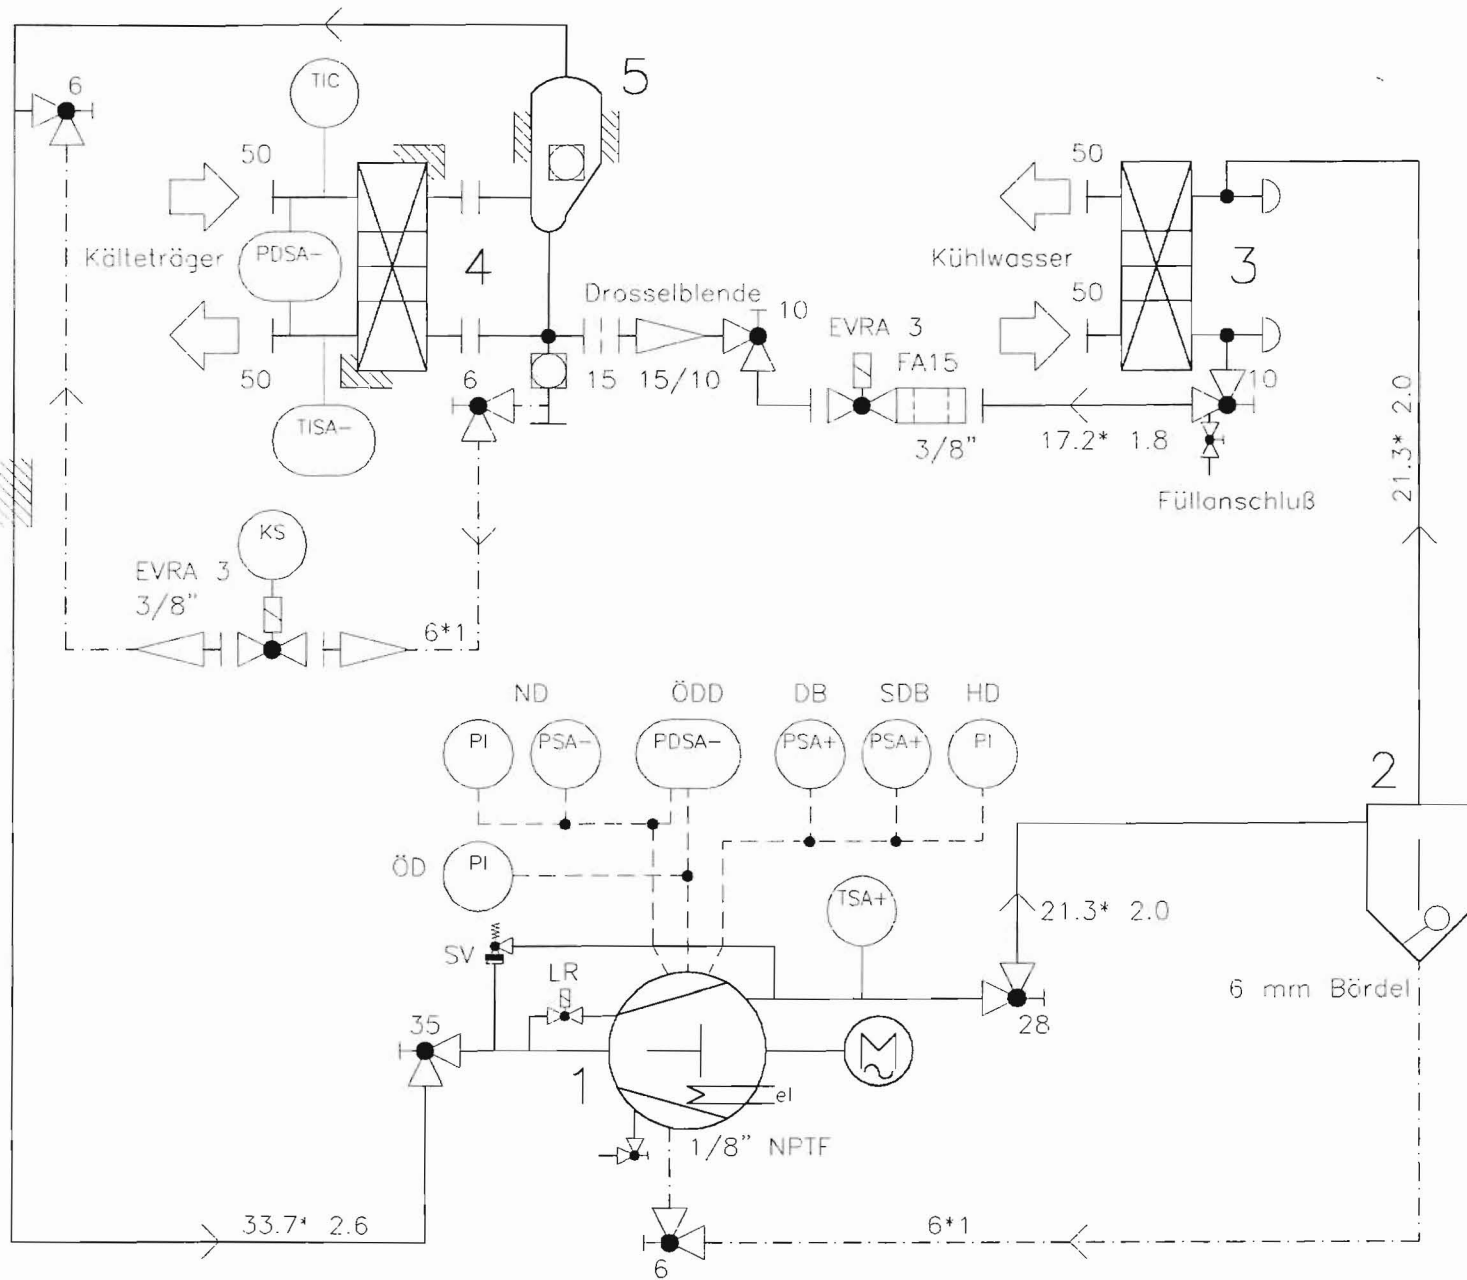 5
6
TIC
50
50
Kälteträger
PDSA-
4
Kühlwasser
3
Drosselblende
10
50
EVRA 3
FA15
50
6
15
15/10
10
TISA-
3/8"
17.2* 1.8
21.3* 2.0
Füllanschluß
KS
EVRA 3
3/8"
6*1
ND
ÖDD
DB
SDB
HD
PI
PSA-
PDSA-
PSA+
PSA+
PI
2
ÖD
PI
TSA+
21.3* 2.0
SV
LR
6 mm Bördel
35
28
M
1
el
1/8" NPTF
33.7* 2.6
6*1
6